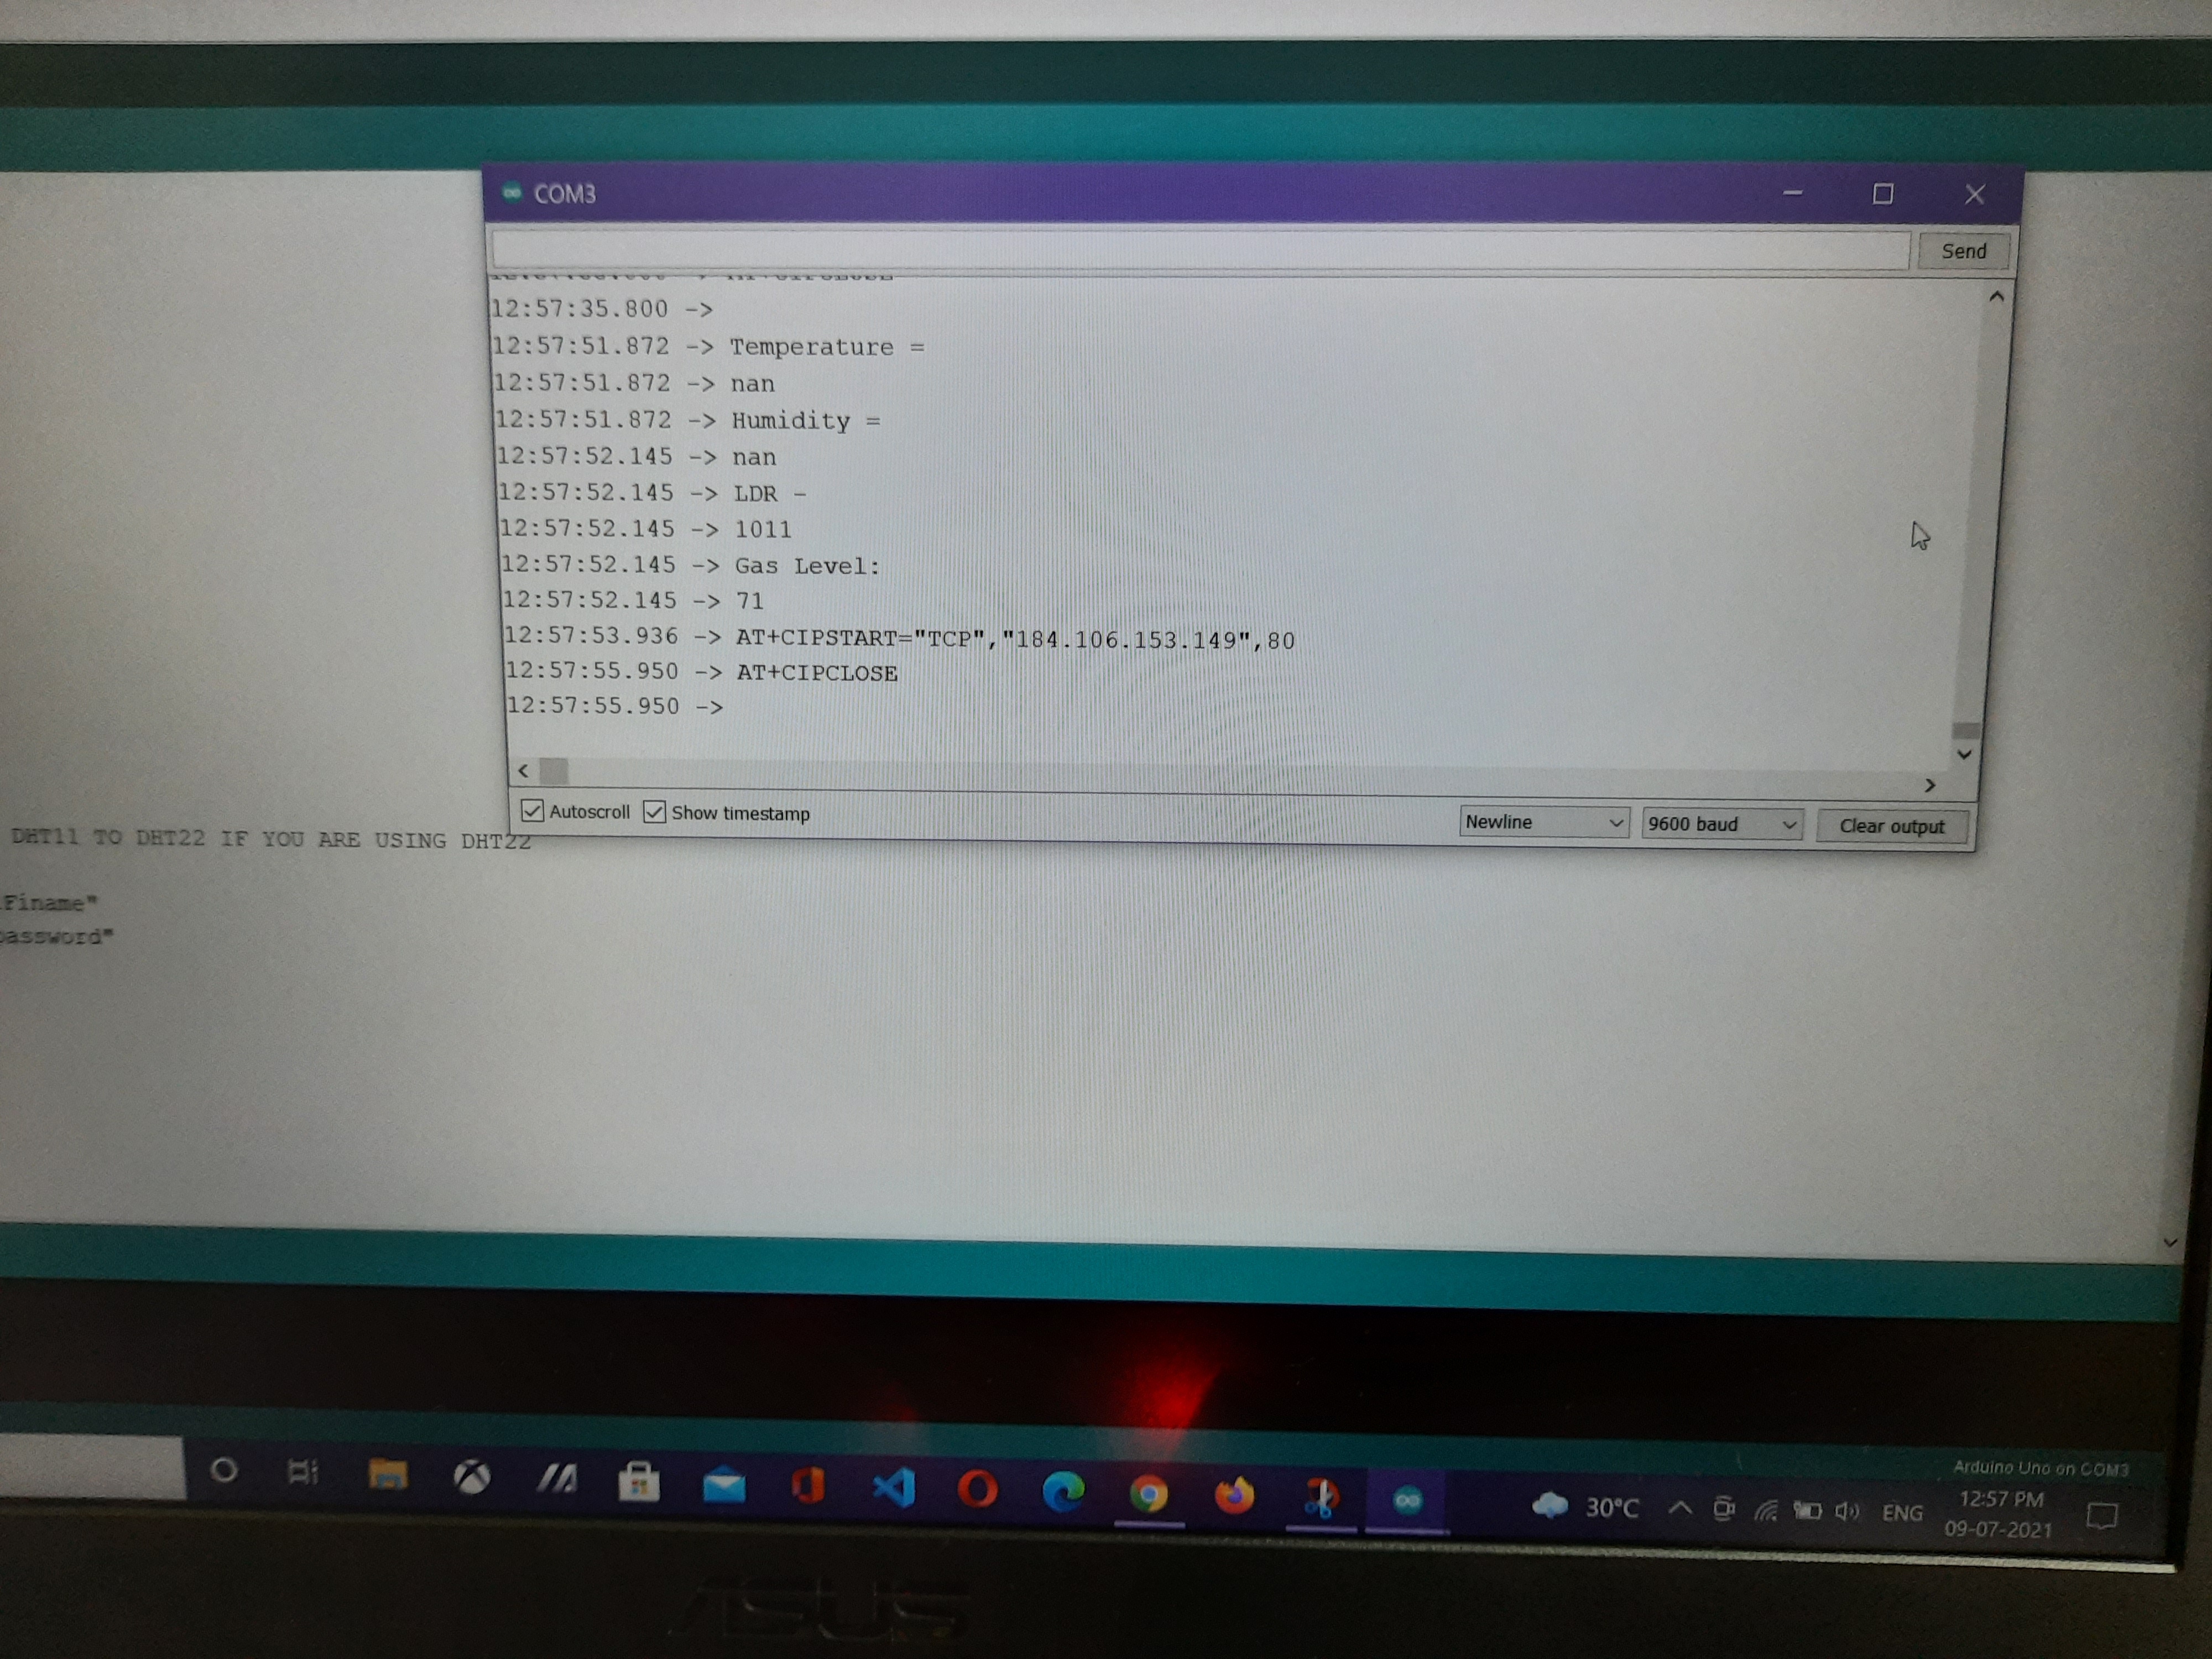 COM3
Send
12:57:35.800 ->
12:57:51.872 -> Temperature =
12:57:51.872 -> nan
12:57:51.872 -> Humidity =
12:57:52.145 -> nan
12:57:52.145 -> LDR -
12:57:52.145 -> 1011
12:57:52.145 -> Gas Level:
12:57:52.145 -> 71
12:57:53.936 -> AT+CIPSTART="TCP","184.106.153.149",80
12:57:55.950 -> AT+CIPCLOSE
12:57:55.950 ->
Autoscroll Show timestamp Newline 9600 baud Clear output
DHT11 TO DHT22 IF YOU ARE USING DHT22
Finame"
password"
Arduino Uno on COM3
30°C ENG 12:57 PM
09-07-2021
ASUS